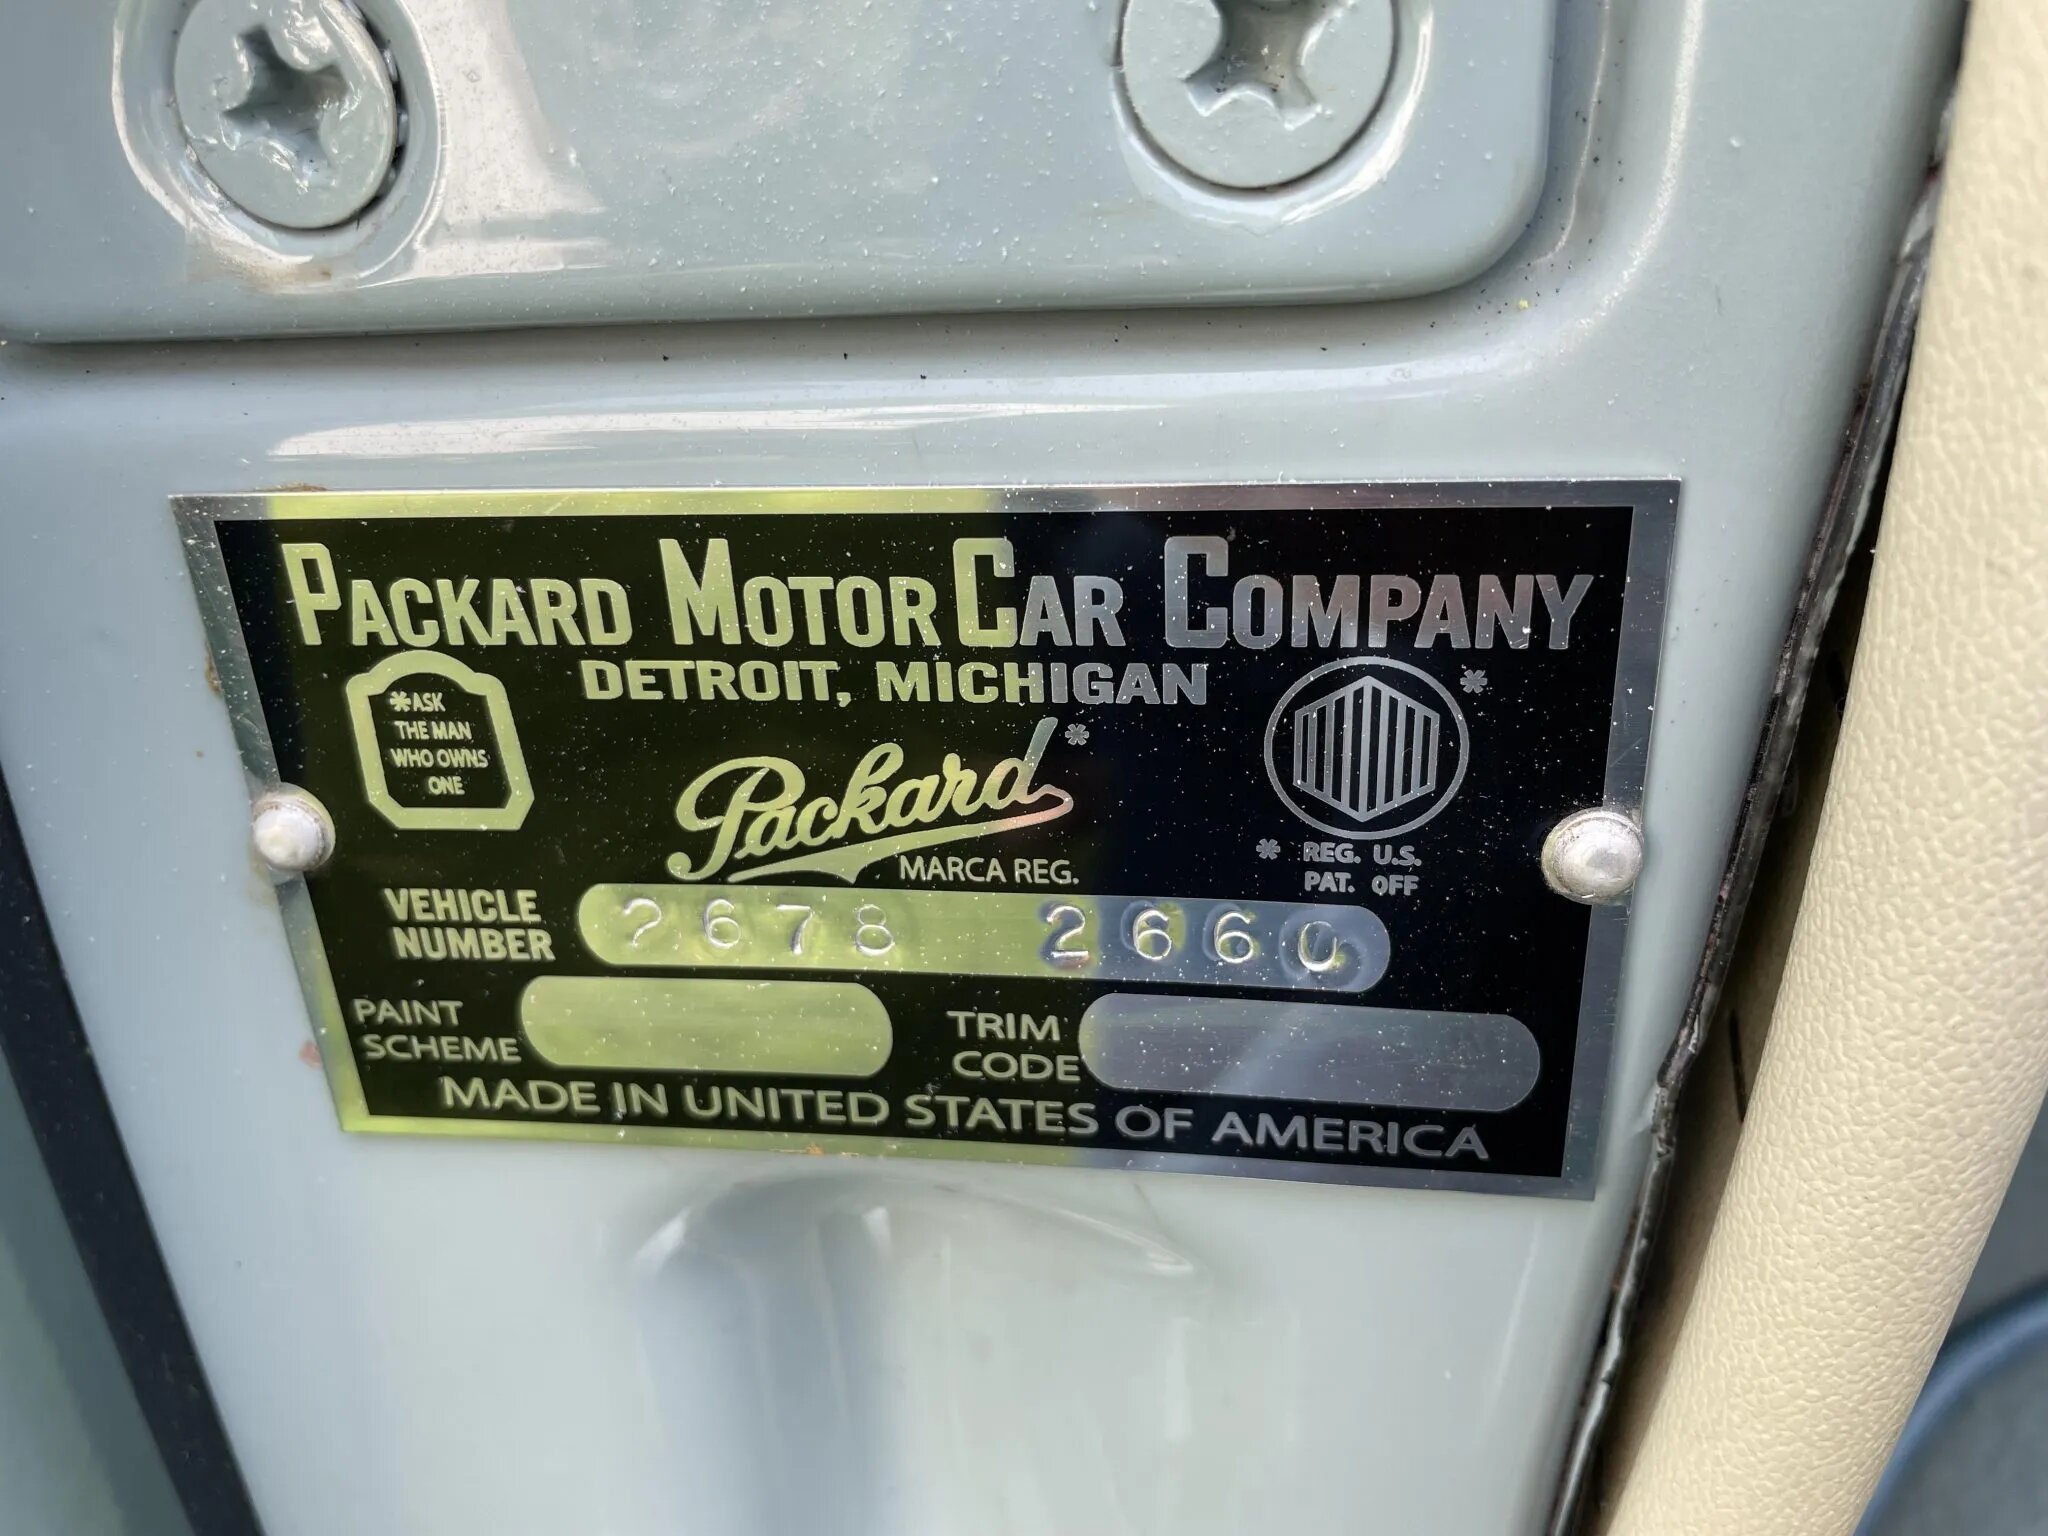 PACKARD MOTOR CAR COMPANY
DETROIT, MICHIGAN
*ASK
THE MAN
WHO OWNS
ONE
Packard*
MARCA REG.
*
* REG. U.S.
PAT. OFF
VEHICLE
NUMBER
2678 2660
PAINT
SCHEME
TRIM
CODE
MADE IN UNITED STATES OF AMERICA